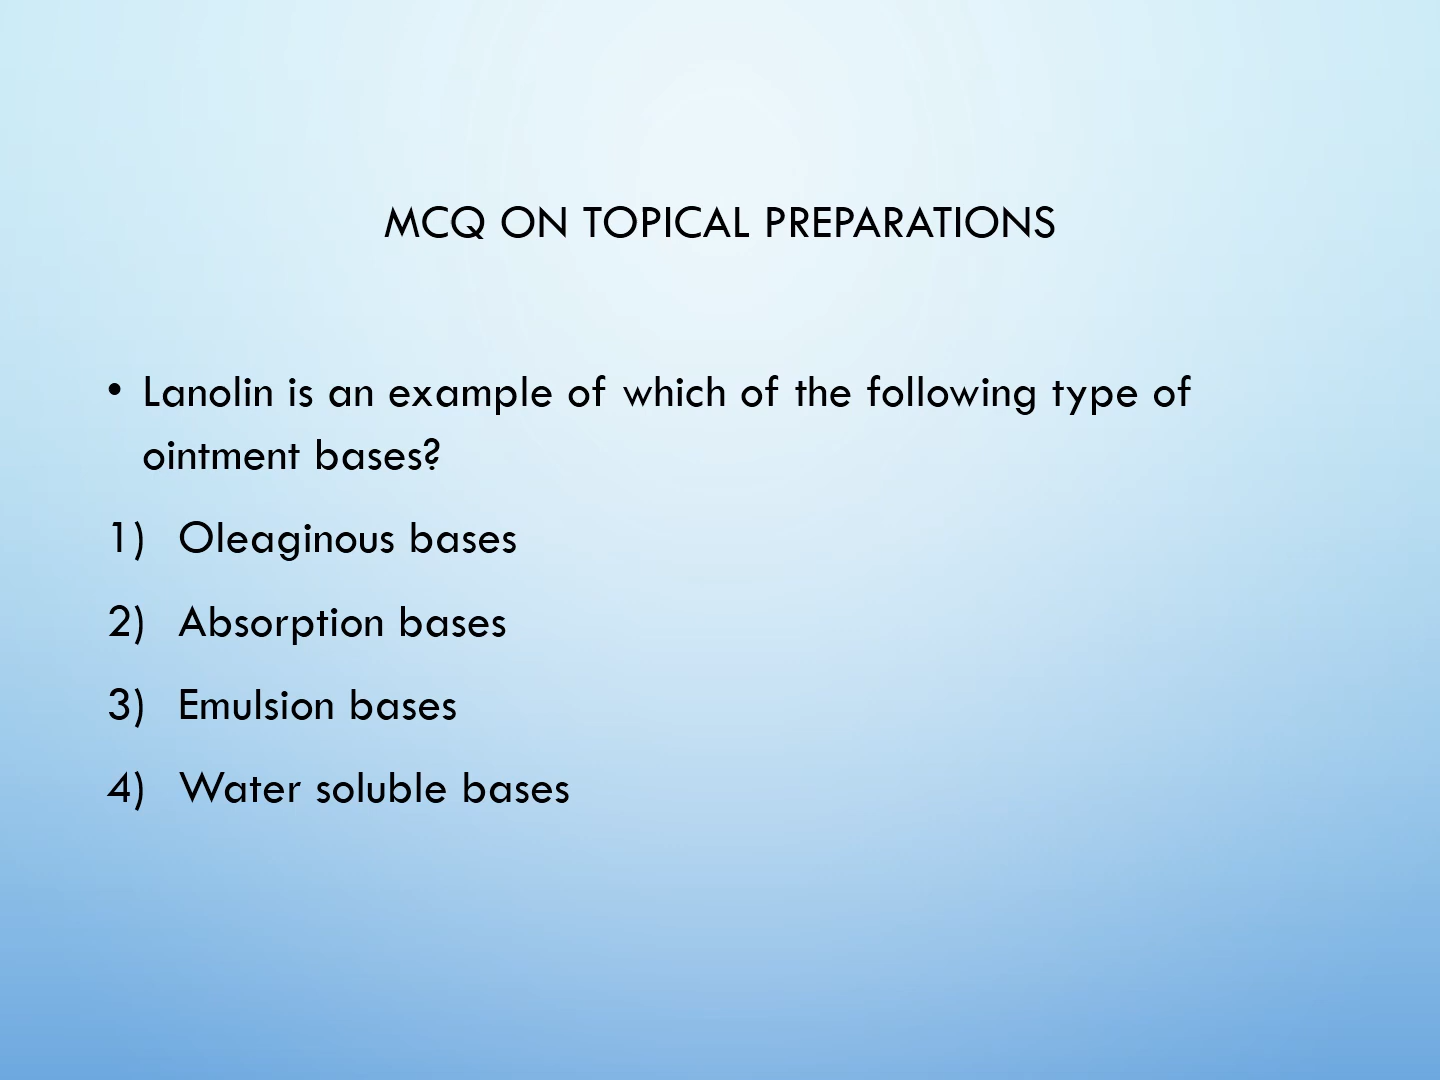 MCQ ON TOPICAL PREPARATIONS
• Lanolin is an example of which of the following type of
ointment bases?
1) Oleaginous bases
2) Absorption bases
3) Emulsion bases
4) Water soluble bases